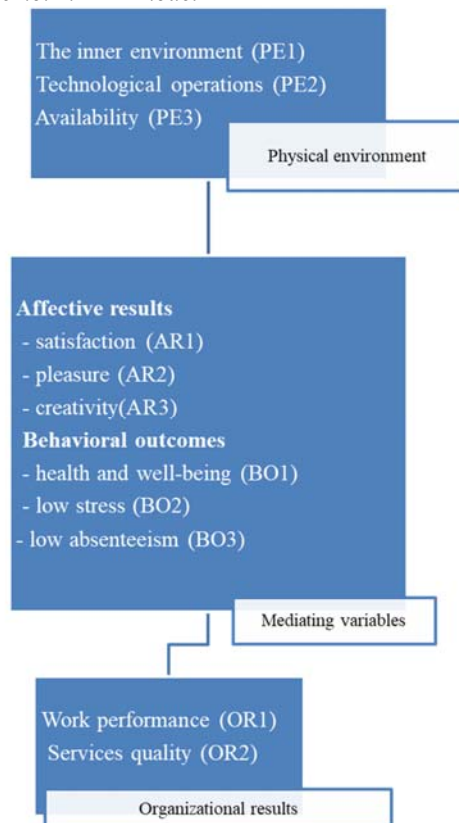 The inner environment (PE1)
Technological operations (PE2)
Availability (PE3)
Physical environment
Affective results
- satisfaction (AR1)
- pleasure (AR2)
- creativity(AR3)
Behavioral outcomes
- health and well-being (BO1)
- low stress (BO2)
- low absenteeism (BO3)
Mediating variables
Work performance (OR1)
Services quality (OR2)
Organizational results